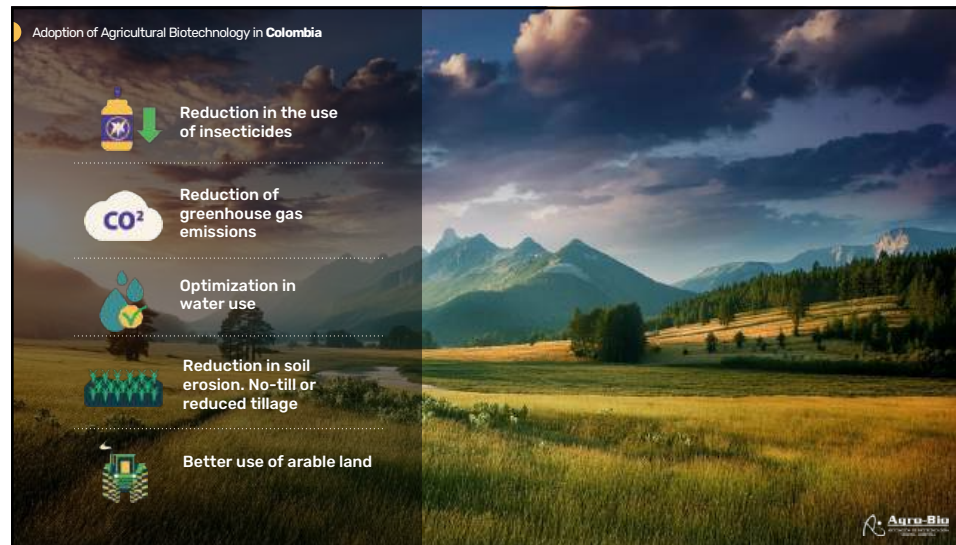 Adoption of Agricultural Biotechnology in Colombia
Reduction in the use
of insecticides
CO²
Reduction of
greenhouse gas
emissions
Optimization in
water use
Reduction in soil
erosion. No-till or
reduced tillage
Better use of arable land
Agro-Bio